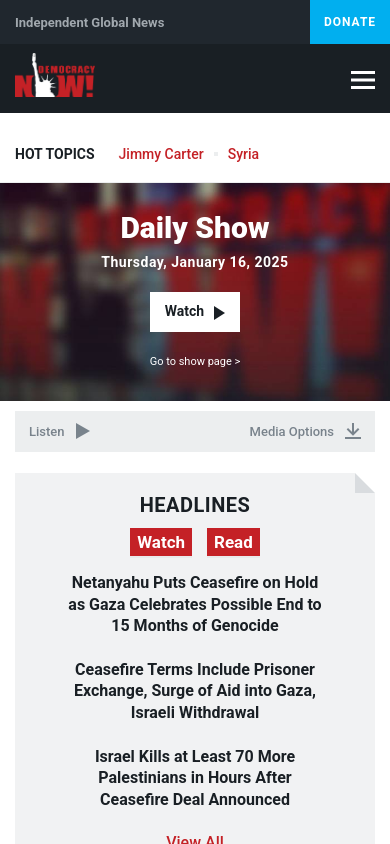 Independent Global News
DONATE
DEMOCRACY
NOW!
HOT TOPICS
Jimmy Carter
Syria
Daily Show
Thursday, January 16, 2025
Watch
Go to show page >
Listen
Media Options
HEADLINES
Watch
Read
Netanyahu Puts Ceasefire on Hold
as Gaza Celebrates Possible End to
15 Months of Genocide
Ceasefire Terms Include Prisoner
Exchange, Surge of Aid into Gaza,
Israeli Withdrawal
Israel Kills at Least 70 More
Palestinians in Hours After
Ceasefire Deal Announced
View All